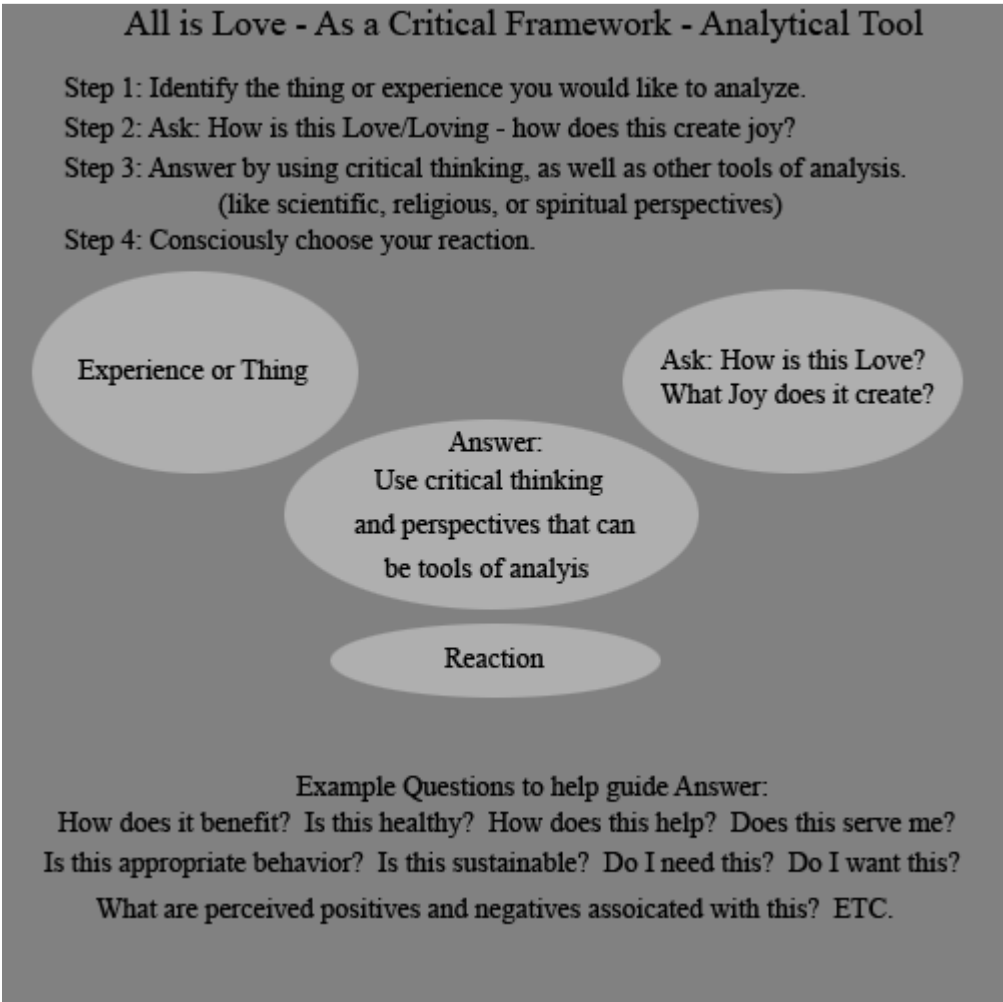 All is Love - As a Critical Framework - Analytical Tool
Step 1: Identify the thing or experience you would like to analyze.
Step 2: Ask: How is this Love/Loving - how does this create joy?
Step 3: Answer by using critical thinking, as well as other tools of analysis.
(like scientific, religious, or spiritual perspectives)
Step 4: Consciously choose your reaction.
Experience or Thing
Ask: How is this Love?
What Joy does it create?
Answer:
Use critical thinking
and perspectives that can
be tools of analyis
Reaction
Example Questions to help guide Answer:
How does it benefit? Is this healthy? How does this help? Does this serve me?
Is this appropriate behavior? Is this sustainable? Do I need this? Do I want this?
What are perceived positives and negatives assoicated with this? ETC.